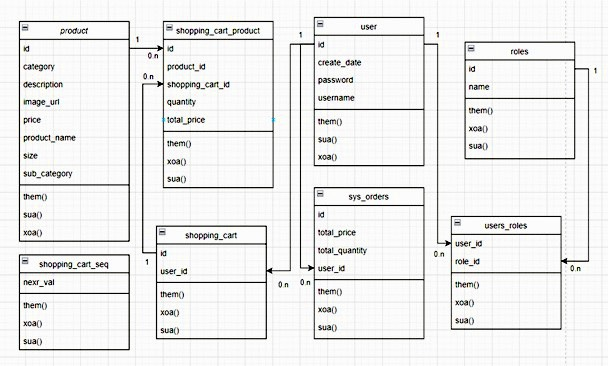 product
id
category
description
image_url
price
product_name
size
sub_category
them()
sua()
xoa()
1
0.n
shopping_cart_product
id
product_id
shopping_cart_id
quantity
total_price
them()
xoa()
sua()
0.n
user
id
create_date
password
username
them()
sua()
xoa()
1
1
roles
id
name
them()
xoa()
sua()
1
shopping_cart_seq
nexr_val
them()
xoa()
sua()
shopping_cart
id
user_id
them()
xoa()
sua()
1
0.n
sys_orders
id
total_price
total_quantity
user_id
them()
xoa()
sua()
0.n
users_roles
user_id
role_id
them()
xoa()
sua()
0.n
0.n